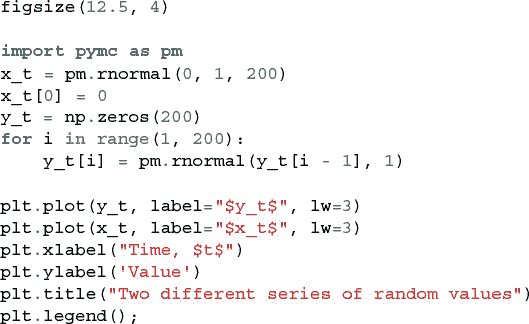 figsize(12.5, 4)

import pymc as pm
x_t = pm.rnormal(0, 1, 200)
x_t[0] = 0
y_t = np.zeros(200)
for i in range(1, 200):
    y_t[i] = pm.rnormal(y_t[i - 1], 1)

plt.plot(y_t, label="$y_t$", lw=3)
plt.plot(x_t, label="$x_t$", lw=3)
plt.xlabel("Time, $t$")
plt.ylabel('Value')
plt.title("Two different series of random values")
plt.legend();